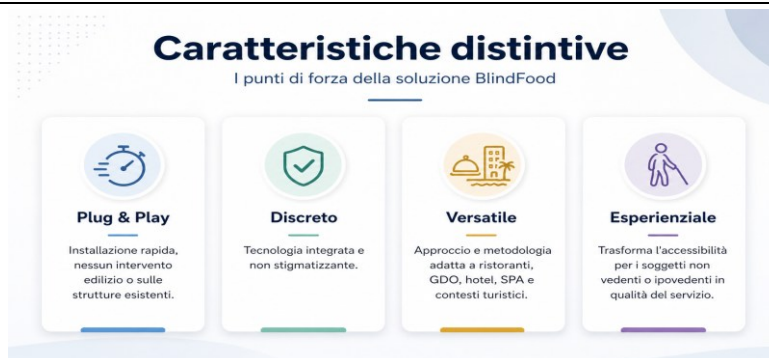 Caratteristiche distintive
I punti di forza della soluzione BlindFood
Plug & Play
Installazione rapida,
nessun intervento
edilizio o sulle
strutture esistenti.
Discreto
Tecnologia integrata e
non stigmatizzante.
Versatile
Approccio e metodologia
adatta a ristoranti,
GDO, hotel, SPA e
contesti turistici.
Esperienziale
Trasforma l'accessibilità
per i soggetti non
vedenti o ipovedenti in
qualità del servizio.